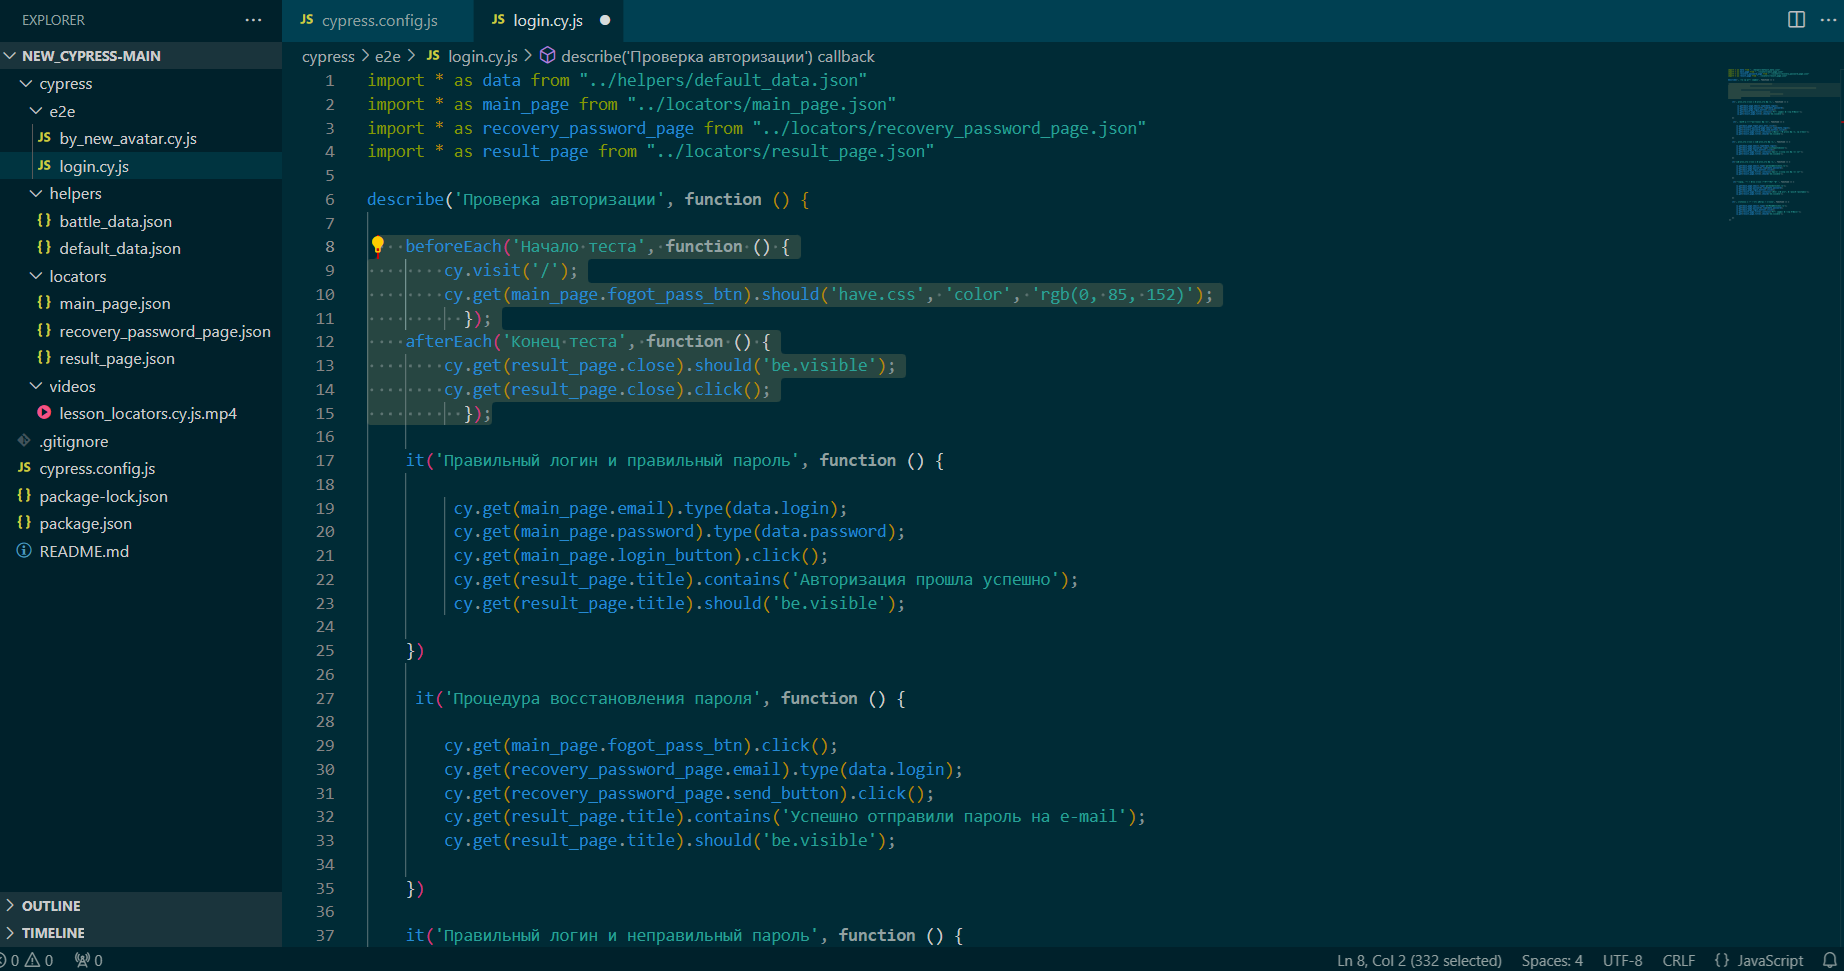 EXPLORER ···
JS cypress.config.js
JS login.cy.js
NEW_CYPRESS-MAIN
cypress
e2e
JS by_new_avatar.cy.js
JS login.cy.js
helpers
{} battle_data.json
{} default_data.json
locators
{} main_page.json
{} recovery_password_page.json
{} result_page.json
videos
lesson_locators.cy.js.mp4
.gitignore
JS cypress.config.js
{} package-lock.json
{} package.json
README.md
OUTLINE
TIMELINE
cypress > e2e > JS login.cy.js > describe('Проверка авторизации') callback
1 import * as data from "../helpers/default_data.json"
2 import * as main_page from "../locators/main_page.json"
3 import * as recovery_password_page from "../locators/recovery_password_page.json"
4 import * as result_page from "../locators/result_page.json"
5
6 describe('Проверка авторизации', function () {
7
8 beforeEach('Начало·теста',·function·()·{
9 cy.visit('/');
10 cy.get(main_page.fogot_pass_btn).should('have.css',·'color',·'rgb(0,·85,·152)');
11 });
12 afterEach('Конец·теста',·function·()·{
13 cy.get(result_page.close).should('be.visible');
14 cy.get(result_page.close).click();
15 });
16
17 it('Правильный логин и правильный пароль', function () {
18
19 cy.get(main_page.email).type(data.login);
20 cy.get(main_page.password).type(data.password);
21 cy.get(main_page.login_button).click();
22 cy.get(result_page.title).contains('Авторизация прошла успешно');
23 cy.get(result_page.title).should('be.visible');
24
25 })
26
27 it('Процедура восстановления пароля', function () {
28
29 cy.get(main_page.fogot_pass_btn).click();
30 cy.get(recovery_password_page.email).type(data.login);
31 cy.get(recovery_password_page.send_button).click();
32 cy.get(result_page.title).contains('Успешно отправили пароль на e-mail');
33 cy.get(result_page.title).should('be.visible');
34
35 })
36
37 it('Правильный логин и неправильный пароль', function () {
0 0 0
Ln 8, Col 2 (332 selected) Spaces: 4 UTF-8 CRLF {} JavaScript